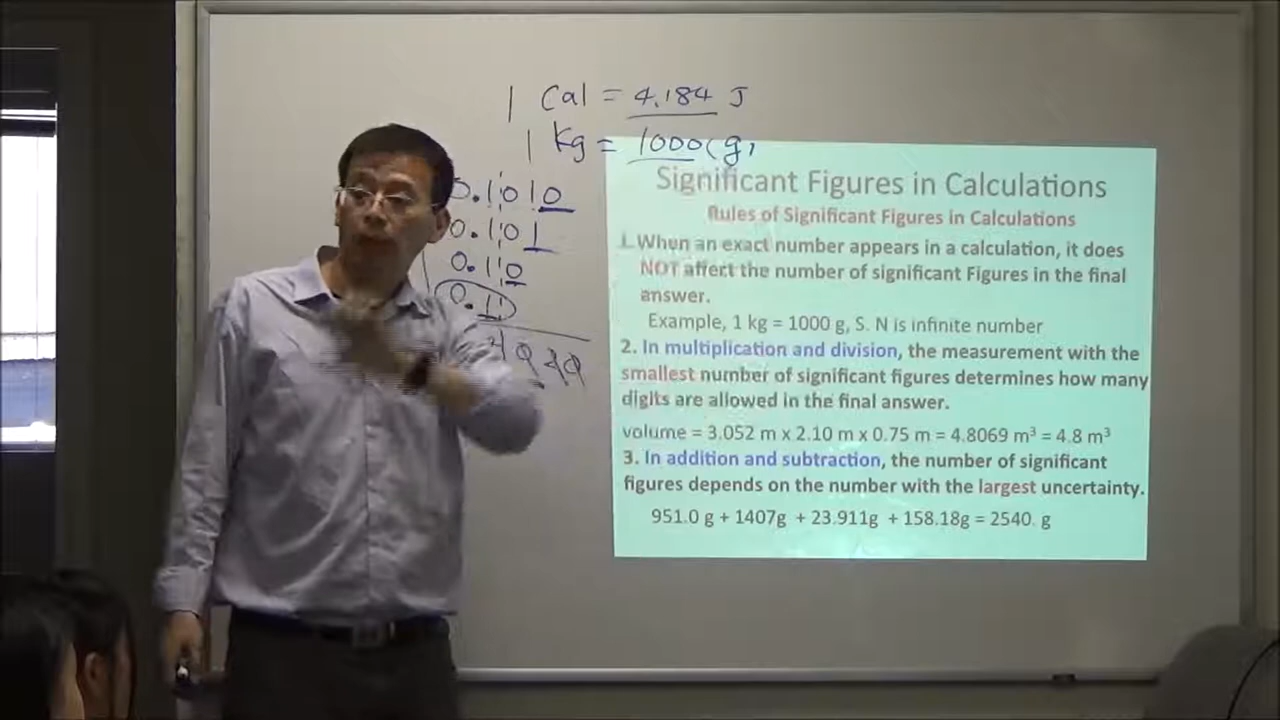 1 Cal = 4.184 J
1 Kg = 1000 (g)
0.1010
0.101
0.110
0.11
Significant Figures in Calculations
Rules of Significant Figures in Calculations
1. When an exact number appears in a calculation, it does
NOT affect the number of significant Figures in the final
answer.
Example, 1 kg = 1000 g, S. N is infinite number
2. In multiplication and division, the measurement with the
smallest number of significant figures determines how many
digits are allowed in the final answer.
volume = 3.052 m x 2.10 m x 0.75 m = 4.8069 m³ = 4.8 m³
3. In addition and subtraction, the number of significant
figures depends on the number with the largest uncertainty.
951.0 g + 1407g + 23.911g + 158.18g = 2540. g